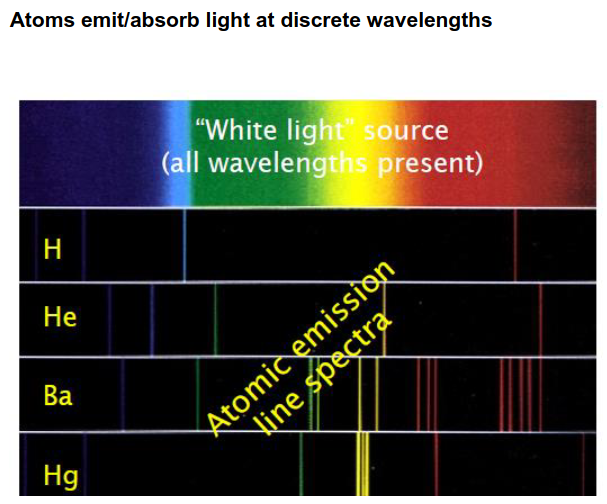 Atoms emit/absorb light at discrete wavelengths
“White light” source
(all wavelengths present)
H
He
Atomic emission
line spectra
Ba
Hg